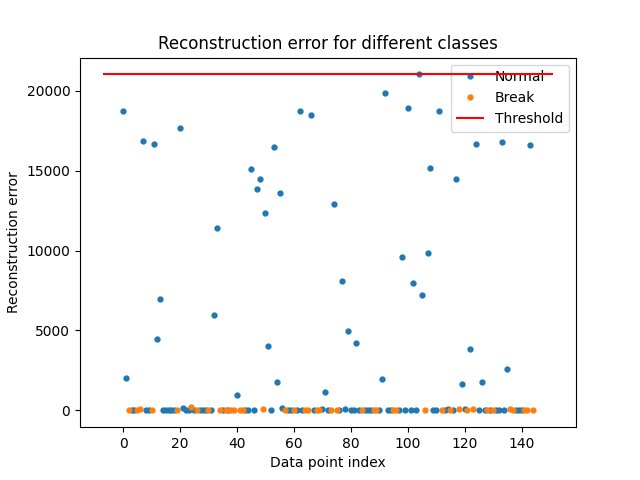 Reconstruction error for different classes
Normal
Break
Threshold
Reconstruction error
20000
15000
10000
5000
0
0 20 40 60 80 100 120 140
Data point index